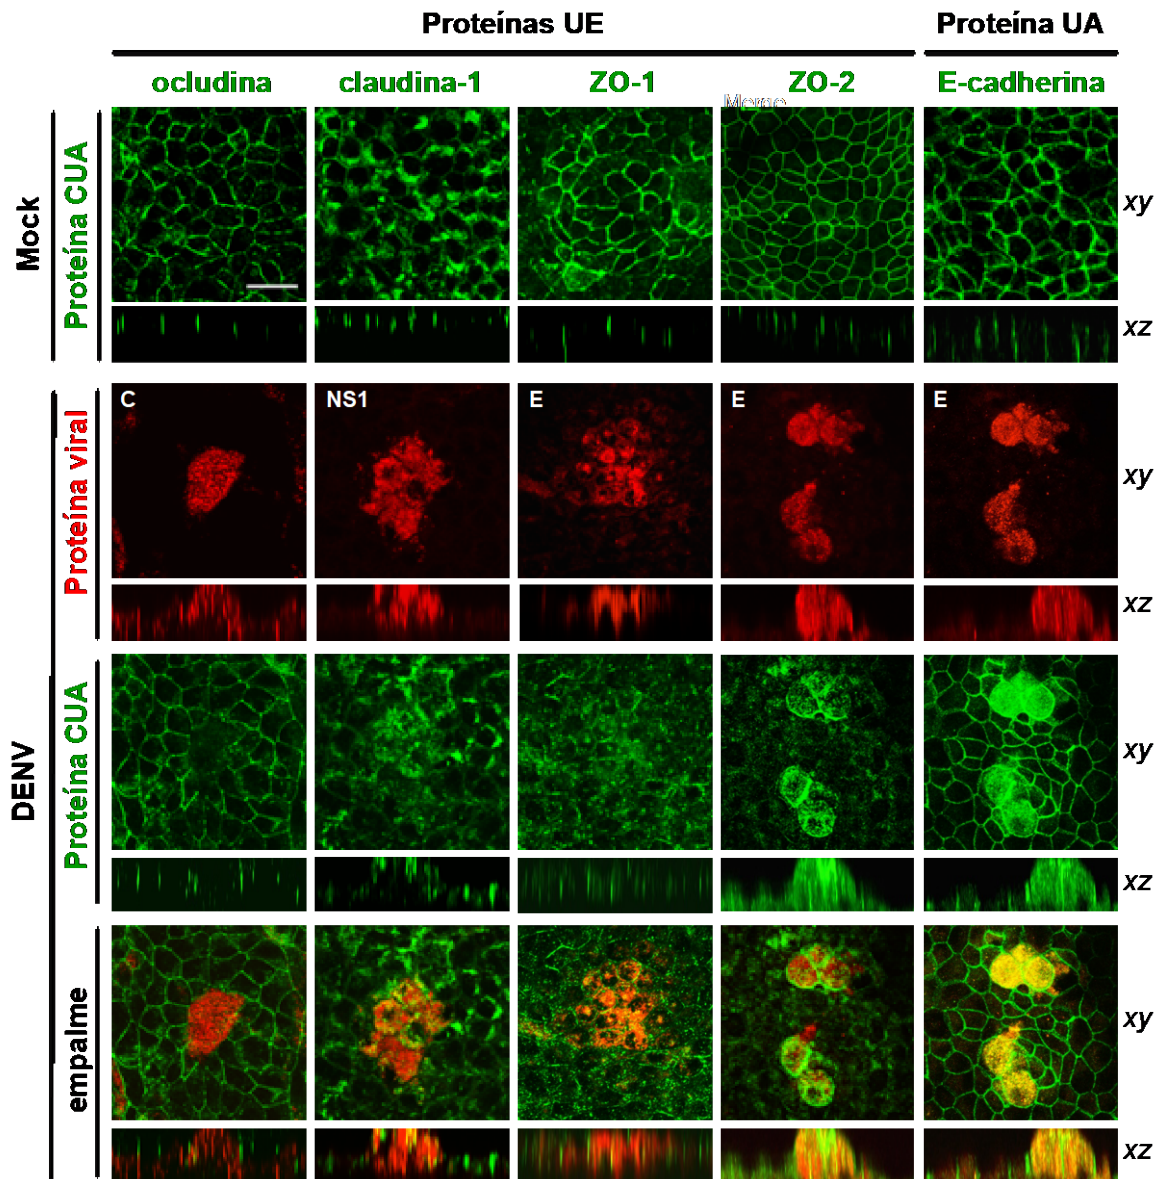 Proteínas UE
Proteína UA
ocludina
claudina-1
ZO-1
ZO-2
E-cadherina
Merge
Mock
Proteína CUA
xy
xz
DENV
Proteína viral
C
NS1
E
E
E
xy
xz
Proteína CUA
xy
xz
empalme
xy
xz